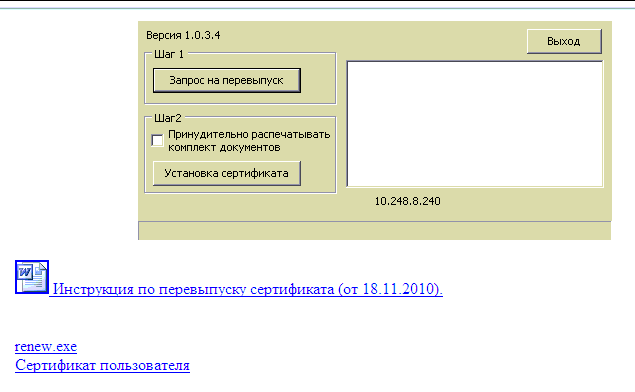 Версия 1.0.3.4
Выход
Шаг 1
Запрос на перевыпуск
Шаг2
Принудительно распечатывать
комплект документов
Установка сертификата
10.248.8.240
Инструкция по перевыпуску сертификата (от 18.11.2010).
renew.exe
Сертификат пользователя